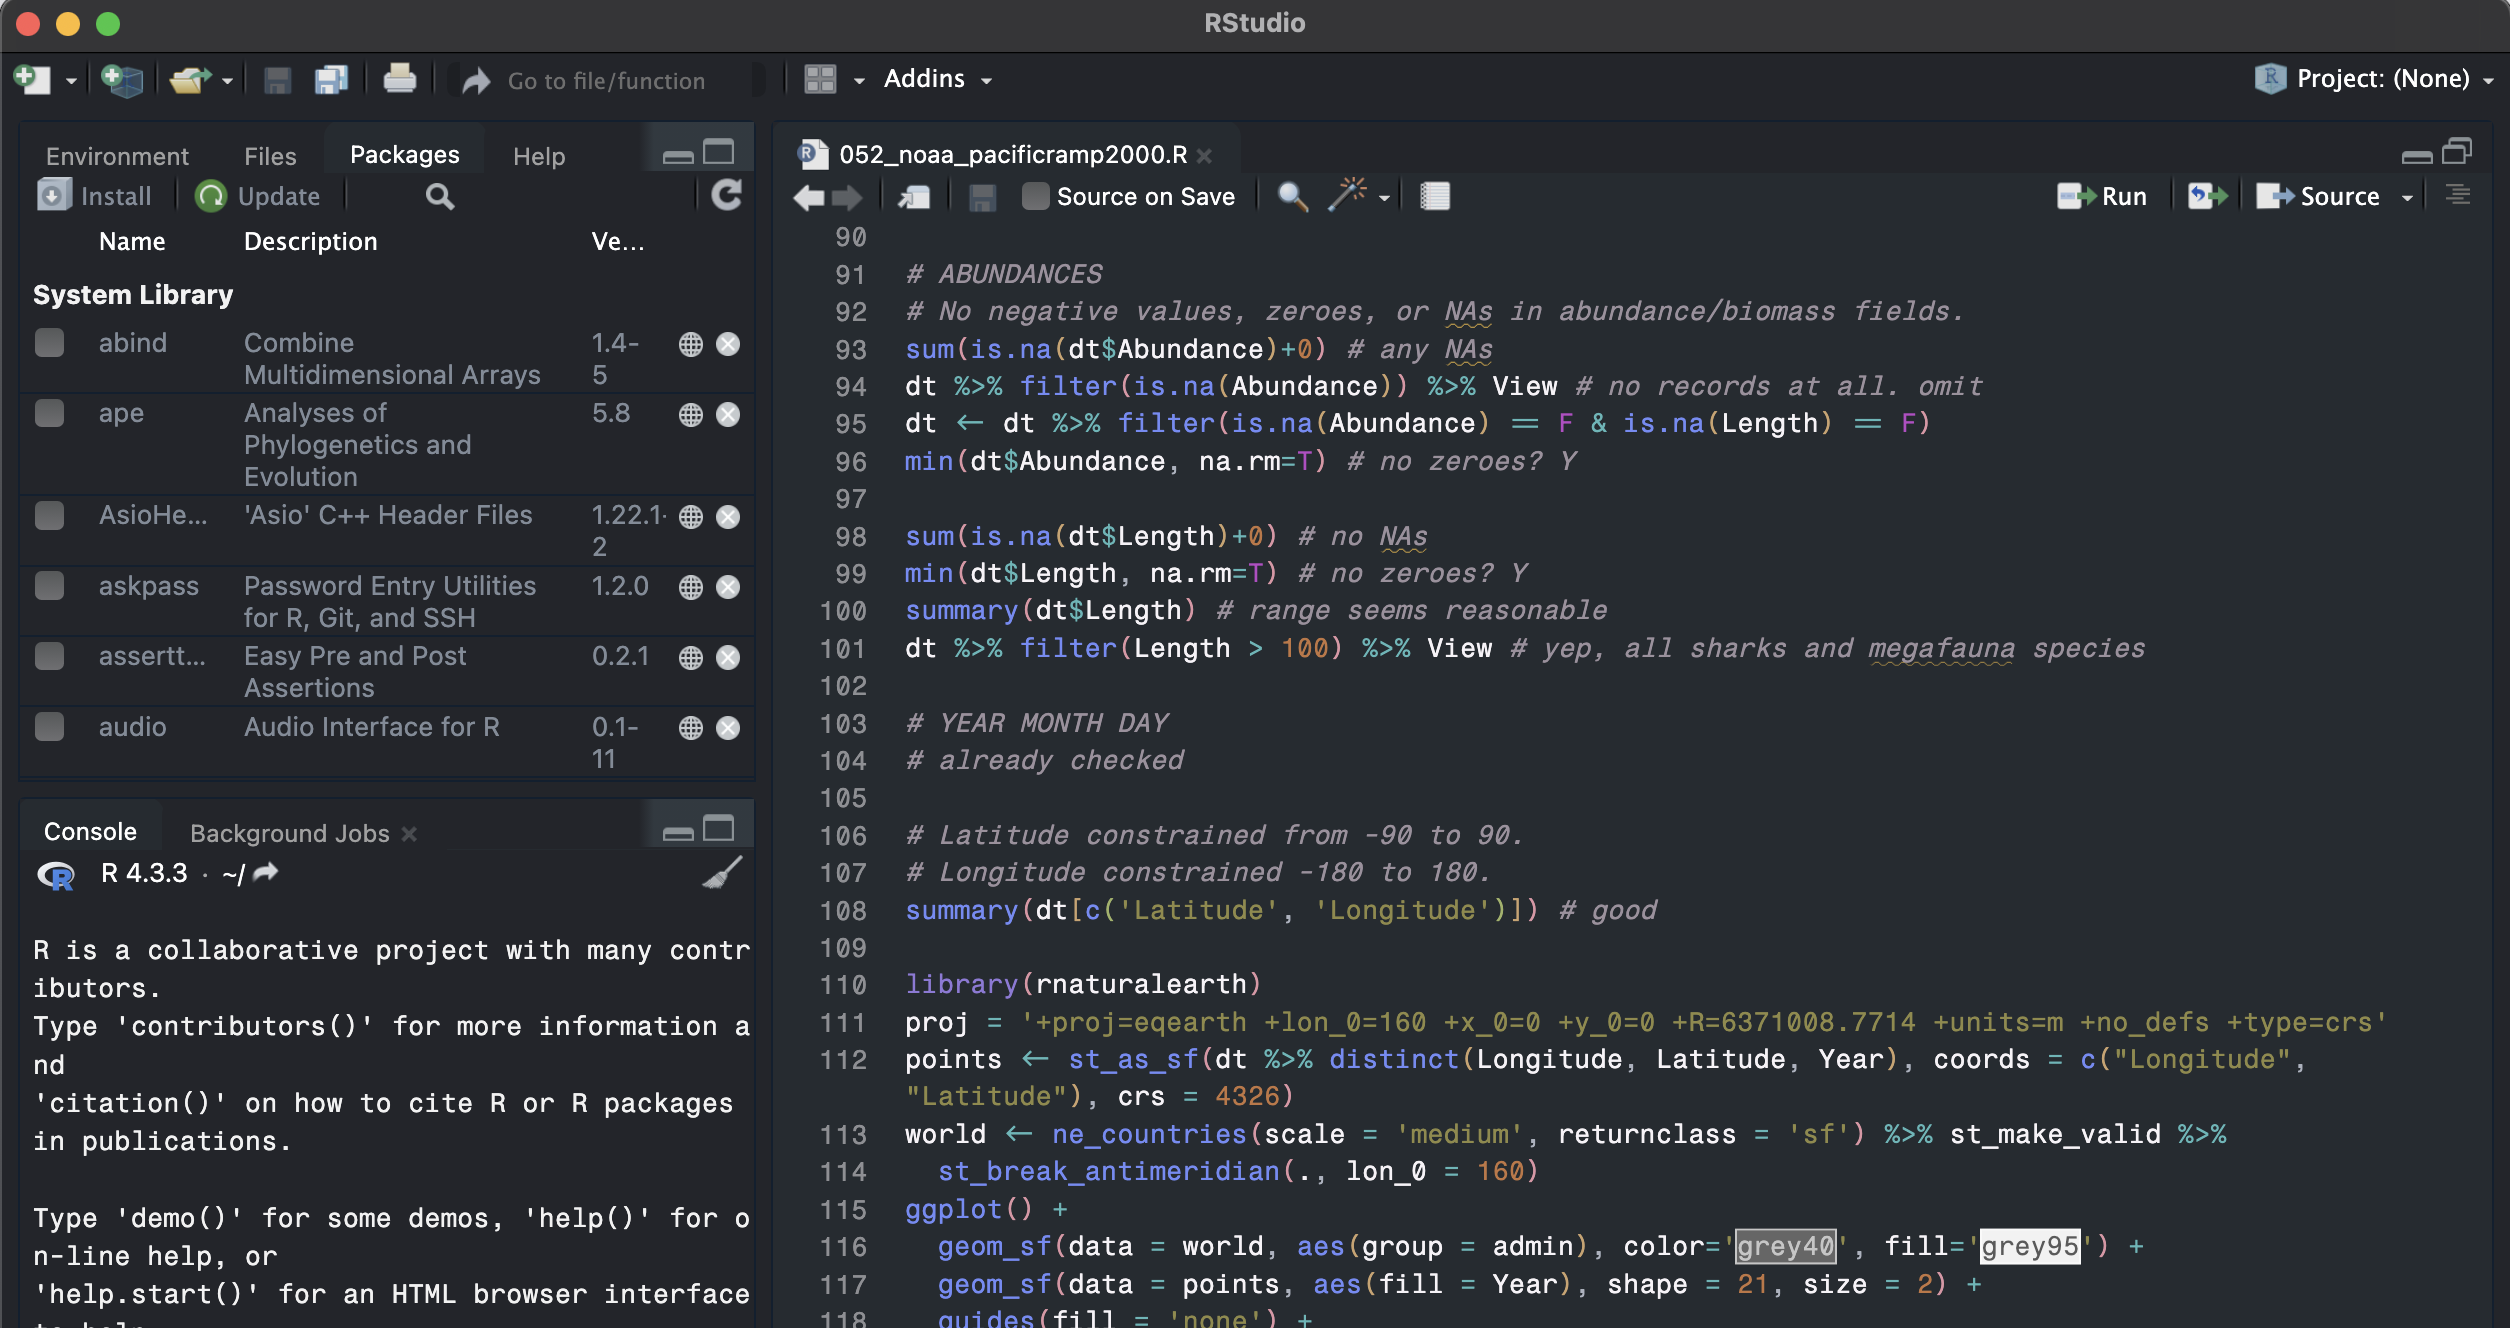 RStudio
Go to file/function
Addins
Project: (None)
Environment Files Packages Help
Install Update
Name Description Ve...
System Library
abind Combine Multidimensional Arrays 1.4-5
ape Analyses of Phylogenetics and Evolution 5.8
AsioHe... 'Asio' C++ Header Files 1.22.1-2
askpass Password Entry Utilities for R, Git, and SSH 1.2.0
assertt... Easy Pre and Post Assertions 0.2.1
audio Audio Interface for R 0.1-11
Console Background Jobs
R 4.3.3 · ~/
R is a collaborative project with many contr
ibutors.
Type 'contributors()' for more information a
nd
'citation()' on how to cite R or R packages
in publications.
Type 'demo()' for some demos, 'help()' for o
n-line help, or
'help.start()' for an HTML browser interface
to help.
052_noaa_pacificramp2000.R
Source on Save
Run
Source
90
91 # ABUNDANCES
92 # No negative values, zeroes, or NAs in abundance/biomass fields.
93 sum(is.na(dt$Abundance)+0) # any NAs
94 dt %>% filter(is.na(Abundance)) %>% View # no records at all. omit
95 dt <- dt %>% filter(is.na(Abundance) == F & is.na(Length) == F)
96 min(dt$Abundance, na.rm=T) # no zeroes? Y
97
98 sum(is.na(dt$Length)+0) # no NAs
99 min(dt$Length, na.rm=T) # no zeroes? Y
100 summary(dt$Length) # range seems reasonable
101 dt %>% filter(Length > 100) %>% View # yep, all sharks and megafauna species
102
103 # YEAR MONTH DAY
104 # already checked
105
106 # Latitude constrained from -90 to 90.
107 # Longitude constrained -180 to 180.
108 summary(dt[c('Latitude', 'Longitude')]) # good
109
110 library(rnaturalearth)
111 proj = '+proj=eqearth +lon_0=160 +x_0=0 +y_0=0 +R=6371008.7714 +units=m +no_defs +type=crs'
112 points <- st_as_sf(dt %>% distinct(Longitude, Latitude, Year), coords = c("Longitude",
"Latitude"), crs = 4326)
113 world <- ne_countries(scale = 'medium', returnclass = 'sf') %>% st_make_valid %>%
114 st_break_antimeridian(., lon_0 = 160)
115 ggplot() +
116 geom_sf(data = world, aes(group = admin), color='grey40', fill='grey95') +
117 geom_sf(data = points, aes(fill = Year), shape = 21, size = 2) +
118 guides(fill = 'none') +